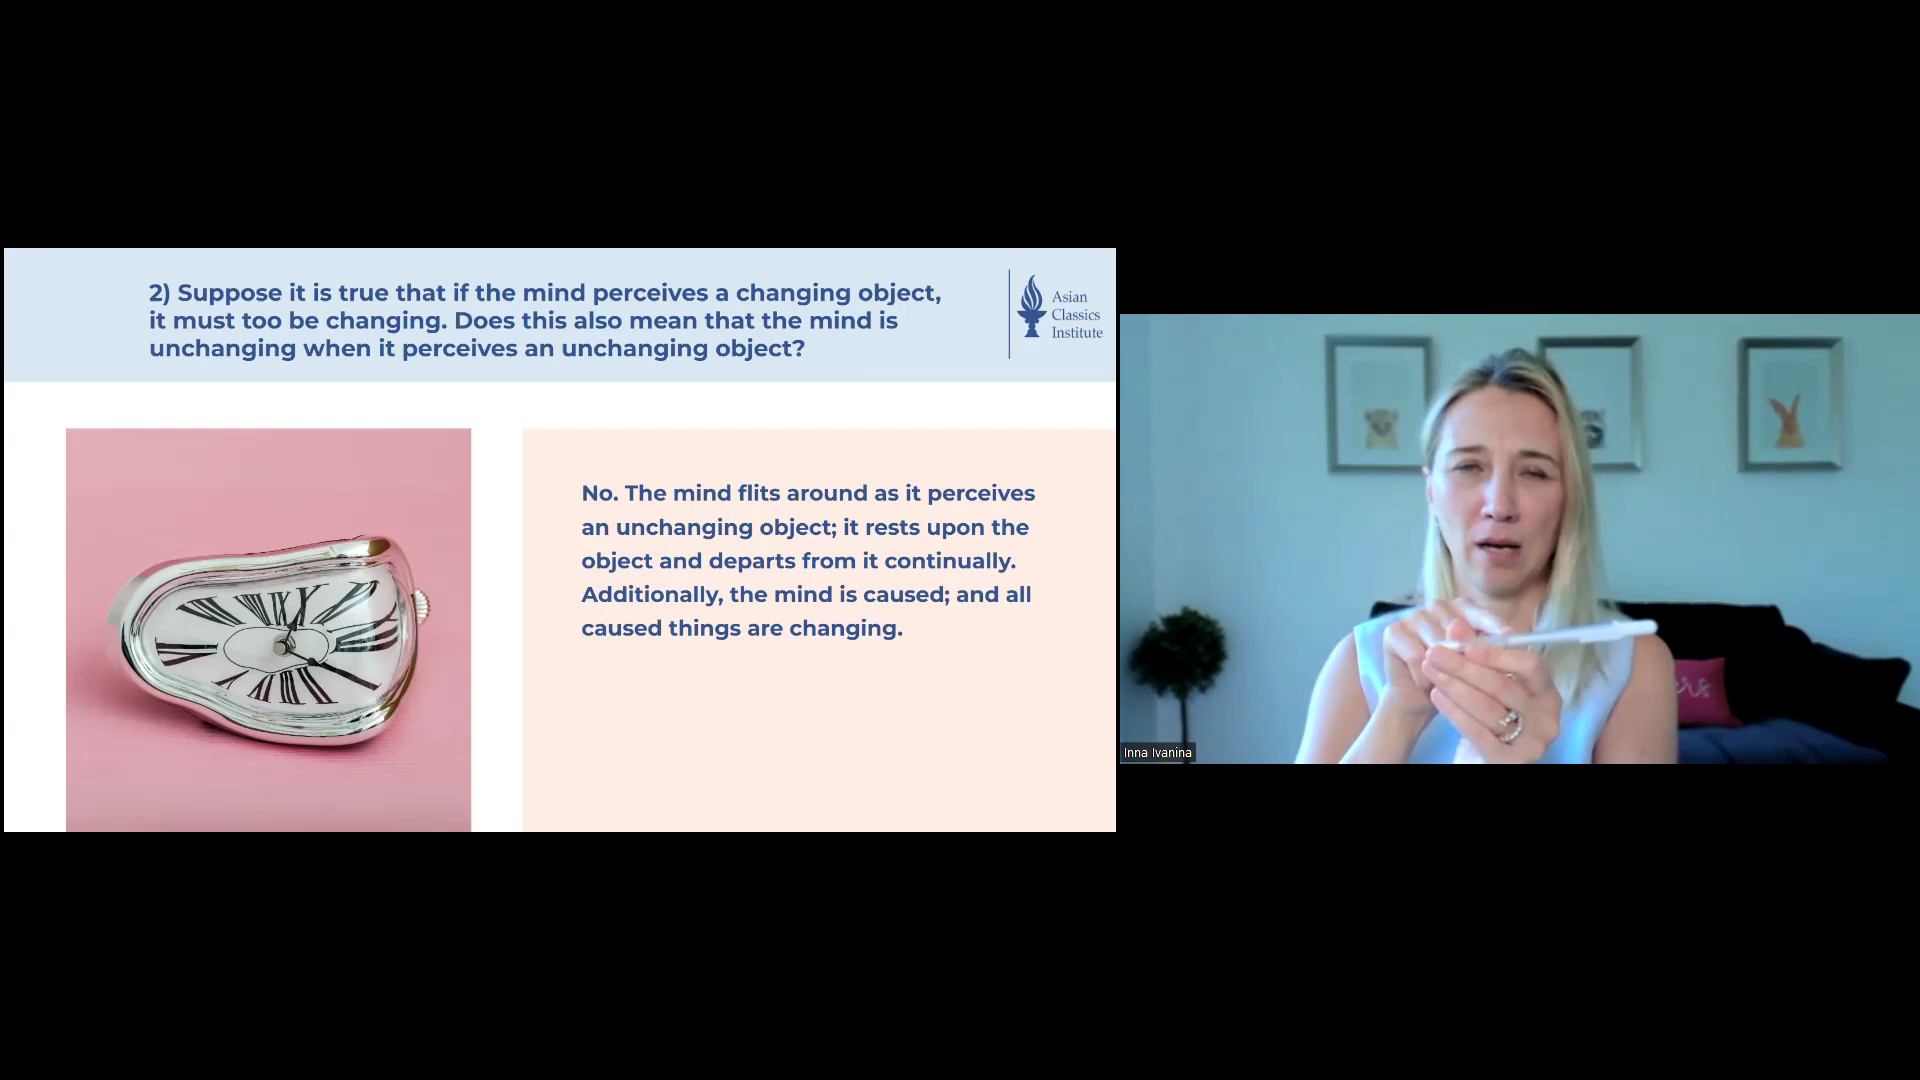 2) Suppose it is true that if the mind perceives a changing object,
it must too be changing. Does this also mean that the mind is
unchanging when it perceives an unchanging object?
Asian
Classics
Institute
No. The mind flits around as it perceives
an unchanging object; it rests upon the
object and departs from it continually.
Additionally, the mind is caused; and all
caused things are changing.
Inna Ivanina